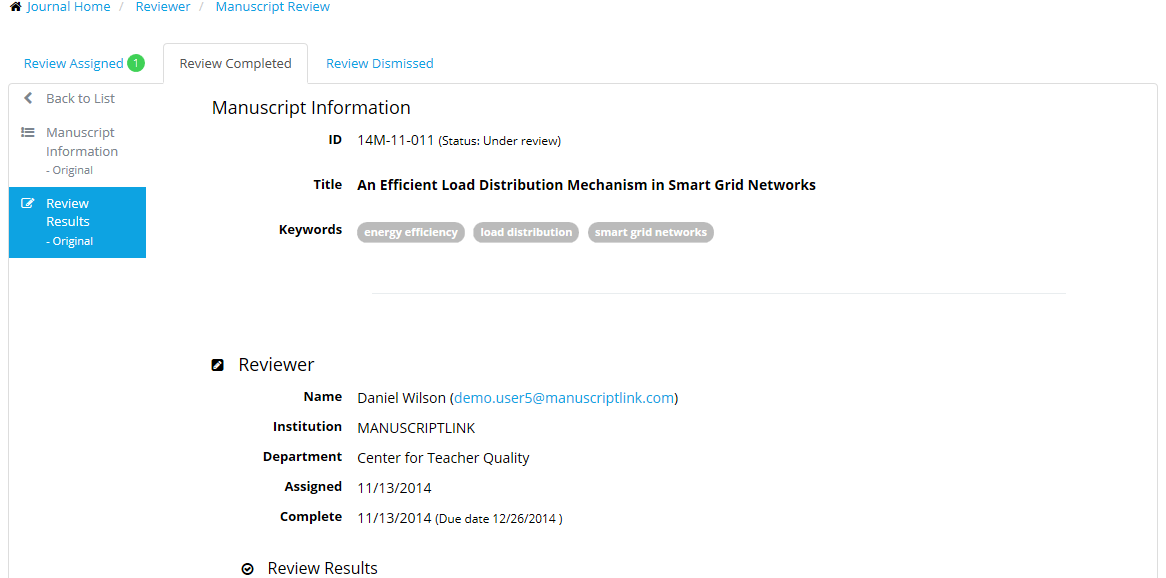 Journal Home / Reviewer / Manuscript Review
Review Assigned 1 Review Completed Review Dismissed
Back to List
Manuscript
Information
- Original
Review
Results
- Original
Manuscript Information
ID 14M-11-011 (Status: Under review)
Title An Efficient Load Distribution Mechanism in Smart Grid Networks
Keywords energy efficiency load distribution smart grid networks
Reviewer
Name Daniel Wilson (demo.user5@manuscriptlink.com)
Institution MANUSCRIPTLINK
Department Center for Teacher Quality
Assigned 11/13/2014
Complete 11/13/2014 (Due date 12/26/2014 )
Review Results